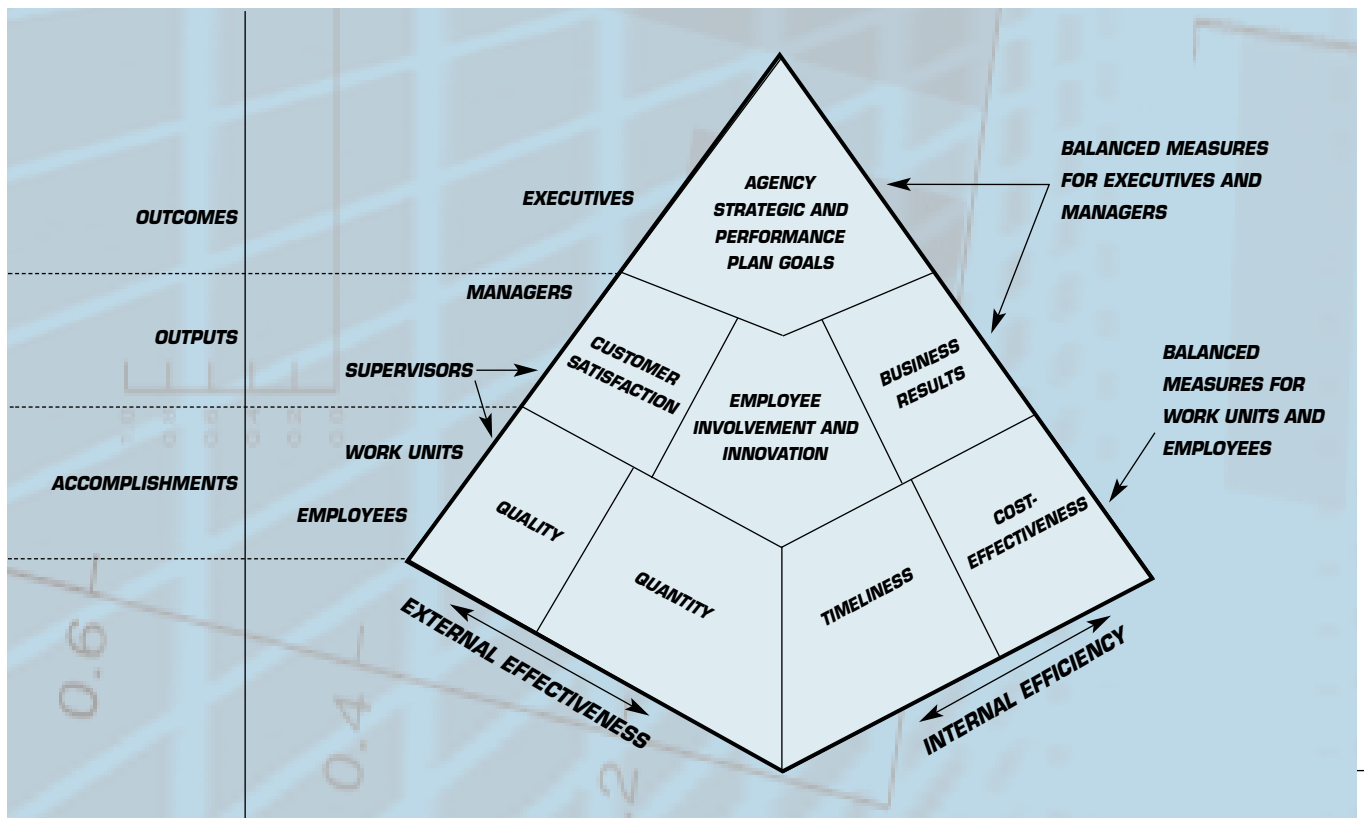 OUTCOMES
OUTPUTS
ACCOMPLISHMENTS
EXECUTIVES
MANAGERS
SUPERVISORS
WORK UNITS
EMPLOYEES
AGENCY
STRATEGIC AND
PERFORMANCE
PLAN GOALS
CUSTOMER
SATISFACTION
EMPLOYEE
INVOLVEMENT AND
INNOVATION
BUSINESS
RESULTS
QUALITY
QUANTITY
TIMELINESS
COST-
EFFECTIVENESS
EXTERNAL EFFECTIVENESS
INTERNAL EFFICIENCY
BALANCED MEASURES
FOR EXECUTIVES AND
MANAGERS
BALANCED
MEASURES FOR
WORK UNITS AND
EMPLOYEES
0.6
0.4